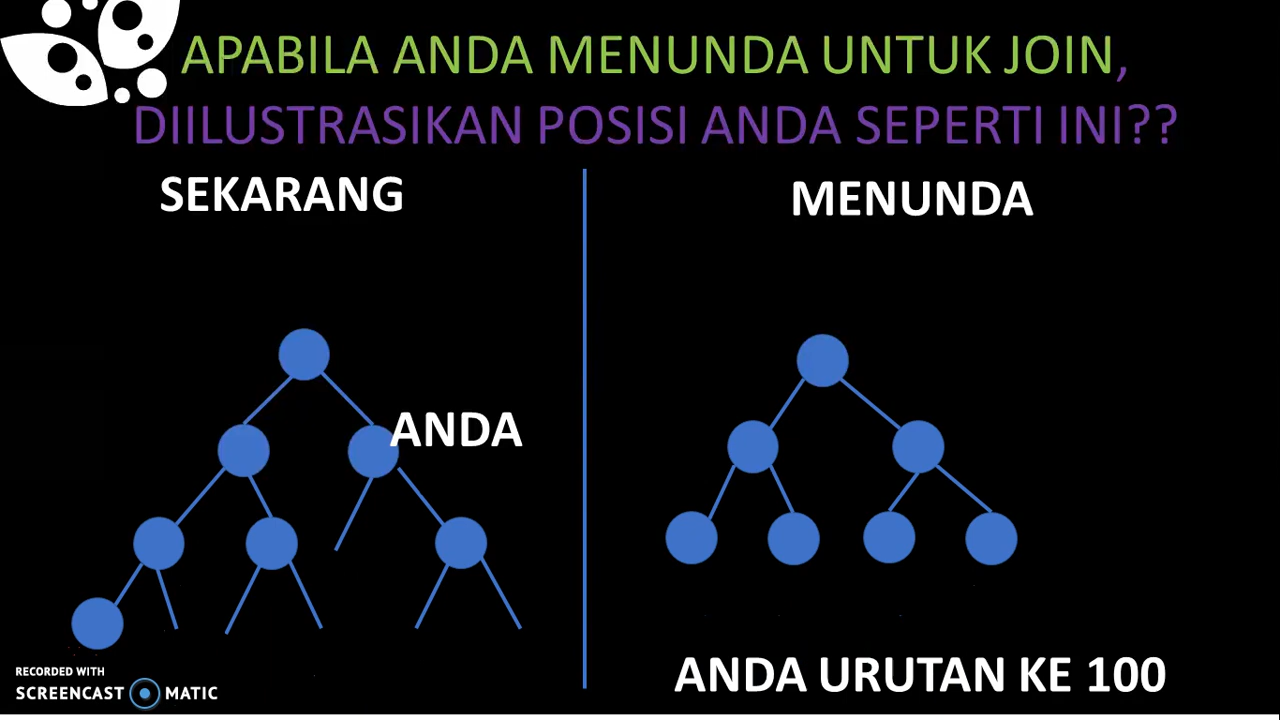 APABILA ANDA MENUNDA UNTUK JOIN,
DIILUSTRASIKAN POSISI ANDA SEPERTI INI??
SEKARANG
MENUNDA
ANDA
ANDA URUTAN KE 100
RECORDED WITH
SCREENCAST MATIC